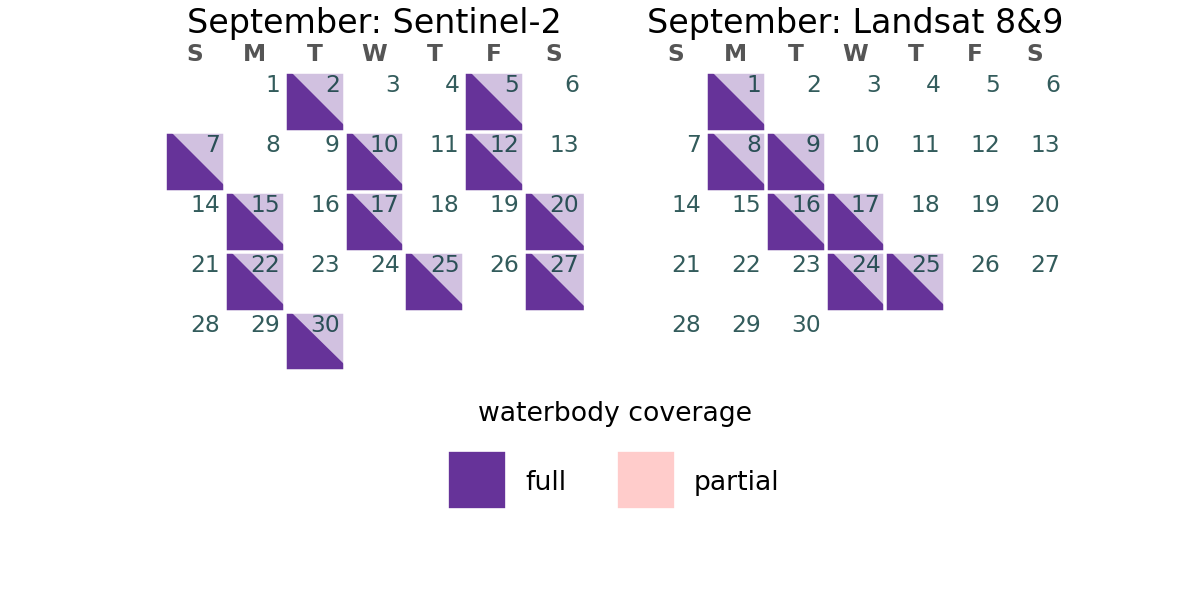 September: Sentinel-2
S M T W T F S
1 2 3 4 5 6
7 8 9 10 11 12 13
14 15 16 17 18 19 20
21 22 23 24 25 26 27
28 29 30
September: Landsat 8&9
S M T W T F S
1 2 3 4 5 6
7 8 9 10 11 12 13
14 15 16 17 18 19 20
21 22 23 24 25 26 27
28 29 30
waterbody coverage
full partial